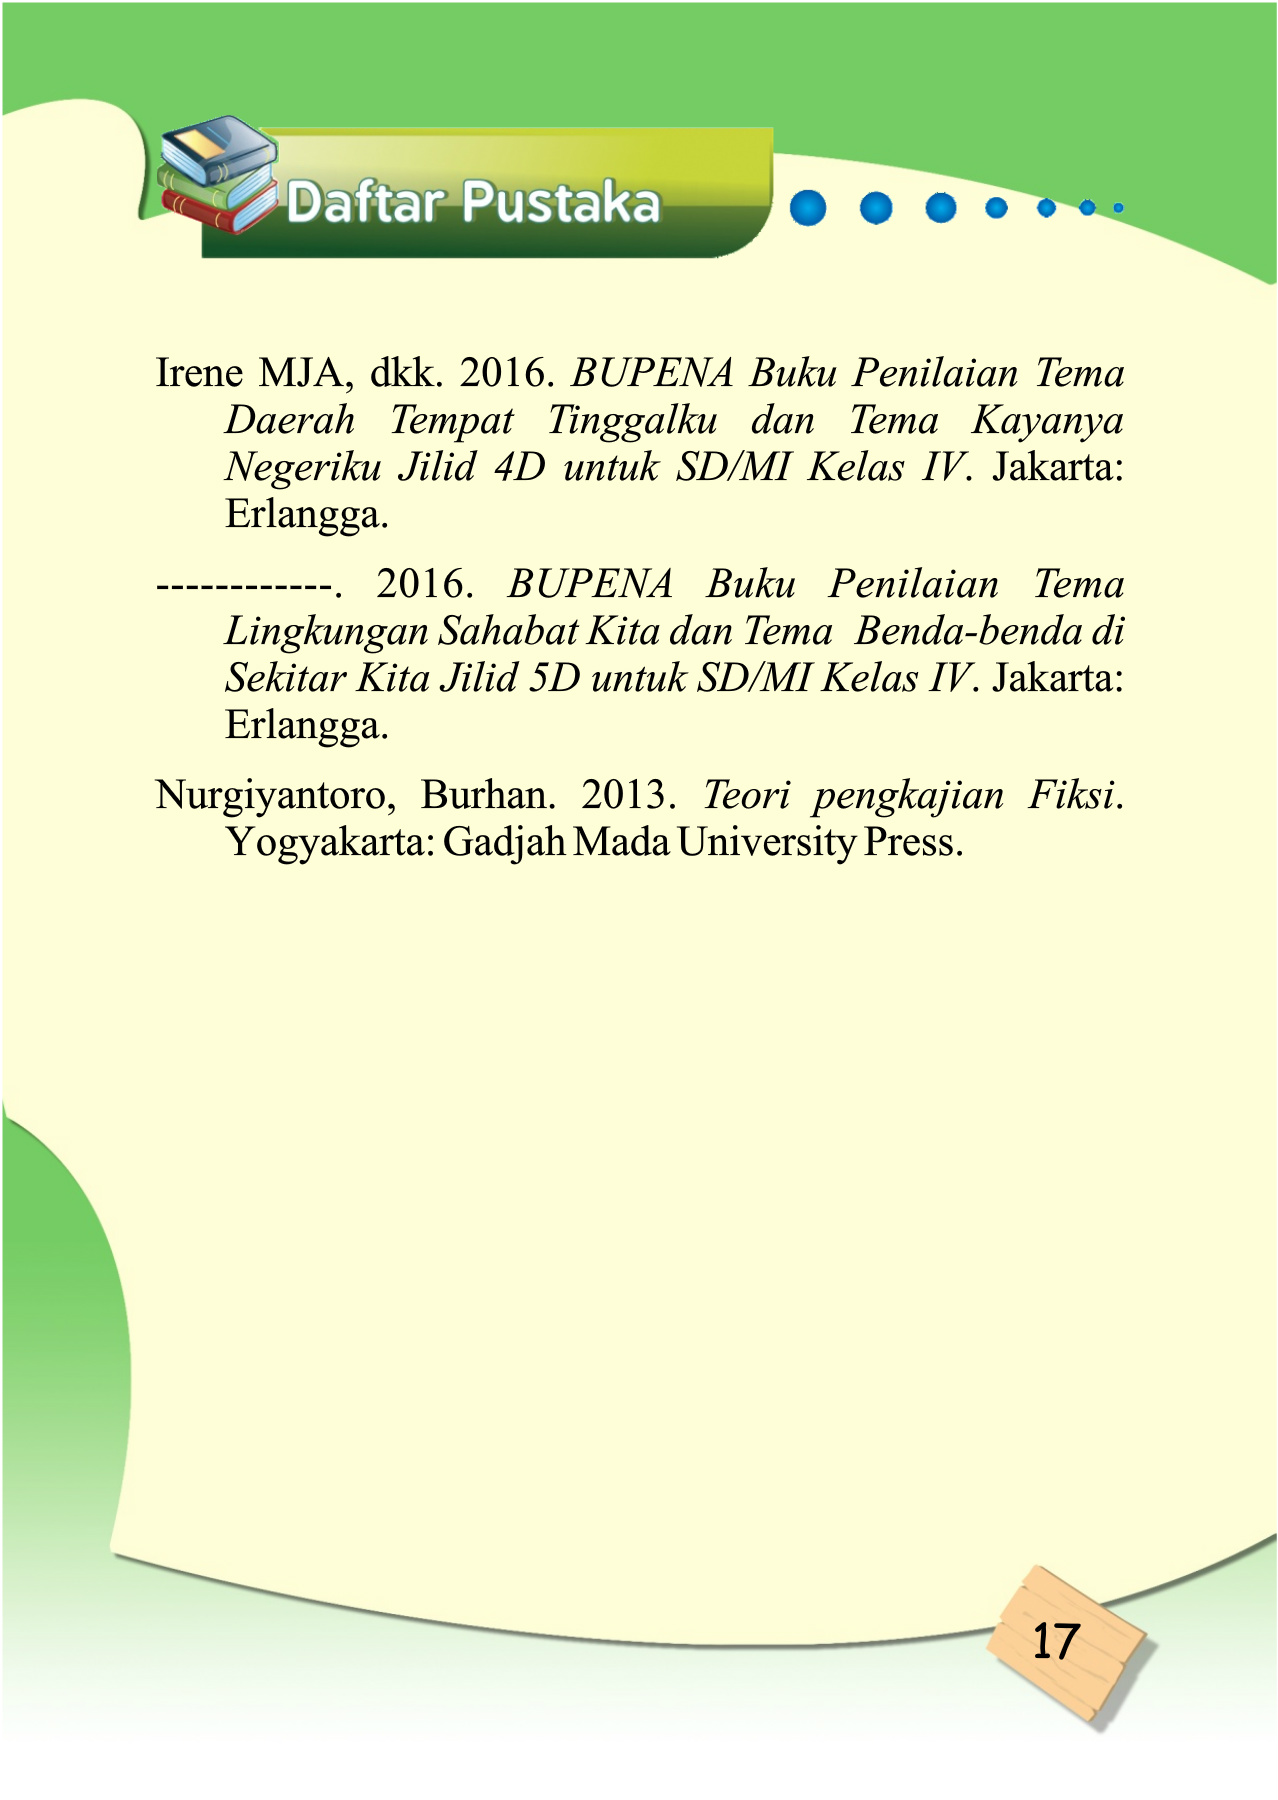 Daftar Pustaka
Irene MJA, dkk. 2016. BUPENA Buku Penilaian Tema
Daerah Tempat Tinggalku dan Tema Kayanya
Negeriku Jilid 4D untuk SD/MI Kelas IV. Jakarta:
Erlangga.
------------. 2016. BUPENA Buku Penilaian Tema
Lingkungan Sahabat Kita dan Tema Benda-benda di
Sekitar Kita Jilid 5D untuk SD/MI Kelas IV. Jakarta:
Erlangga.
Nurgiyantoro, Burhan. 2013. Teori pengkajian Fiksi.
Yogyakarta: Gadjah Mada University Press.
17